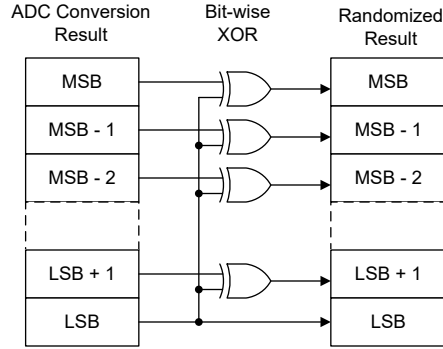 ADC Conversion
Result
Bit-wise
XOR
Randomized
Result
MSB
MSB
MSB - 1
MSB - 1
MSB - 2
MSB - 2
LSB + 1
LSB + 1
LSB
LSB